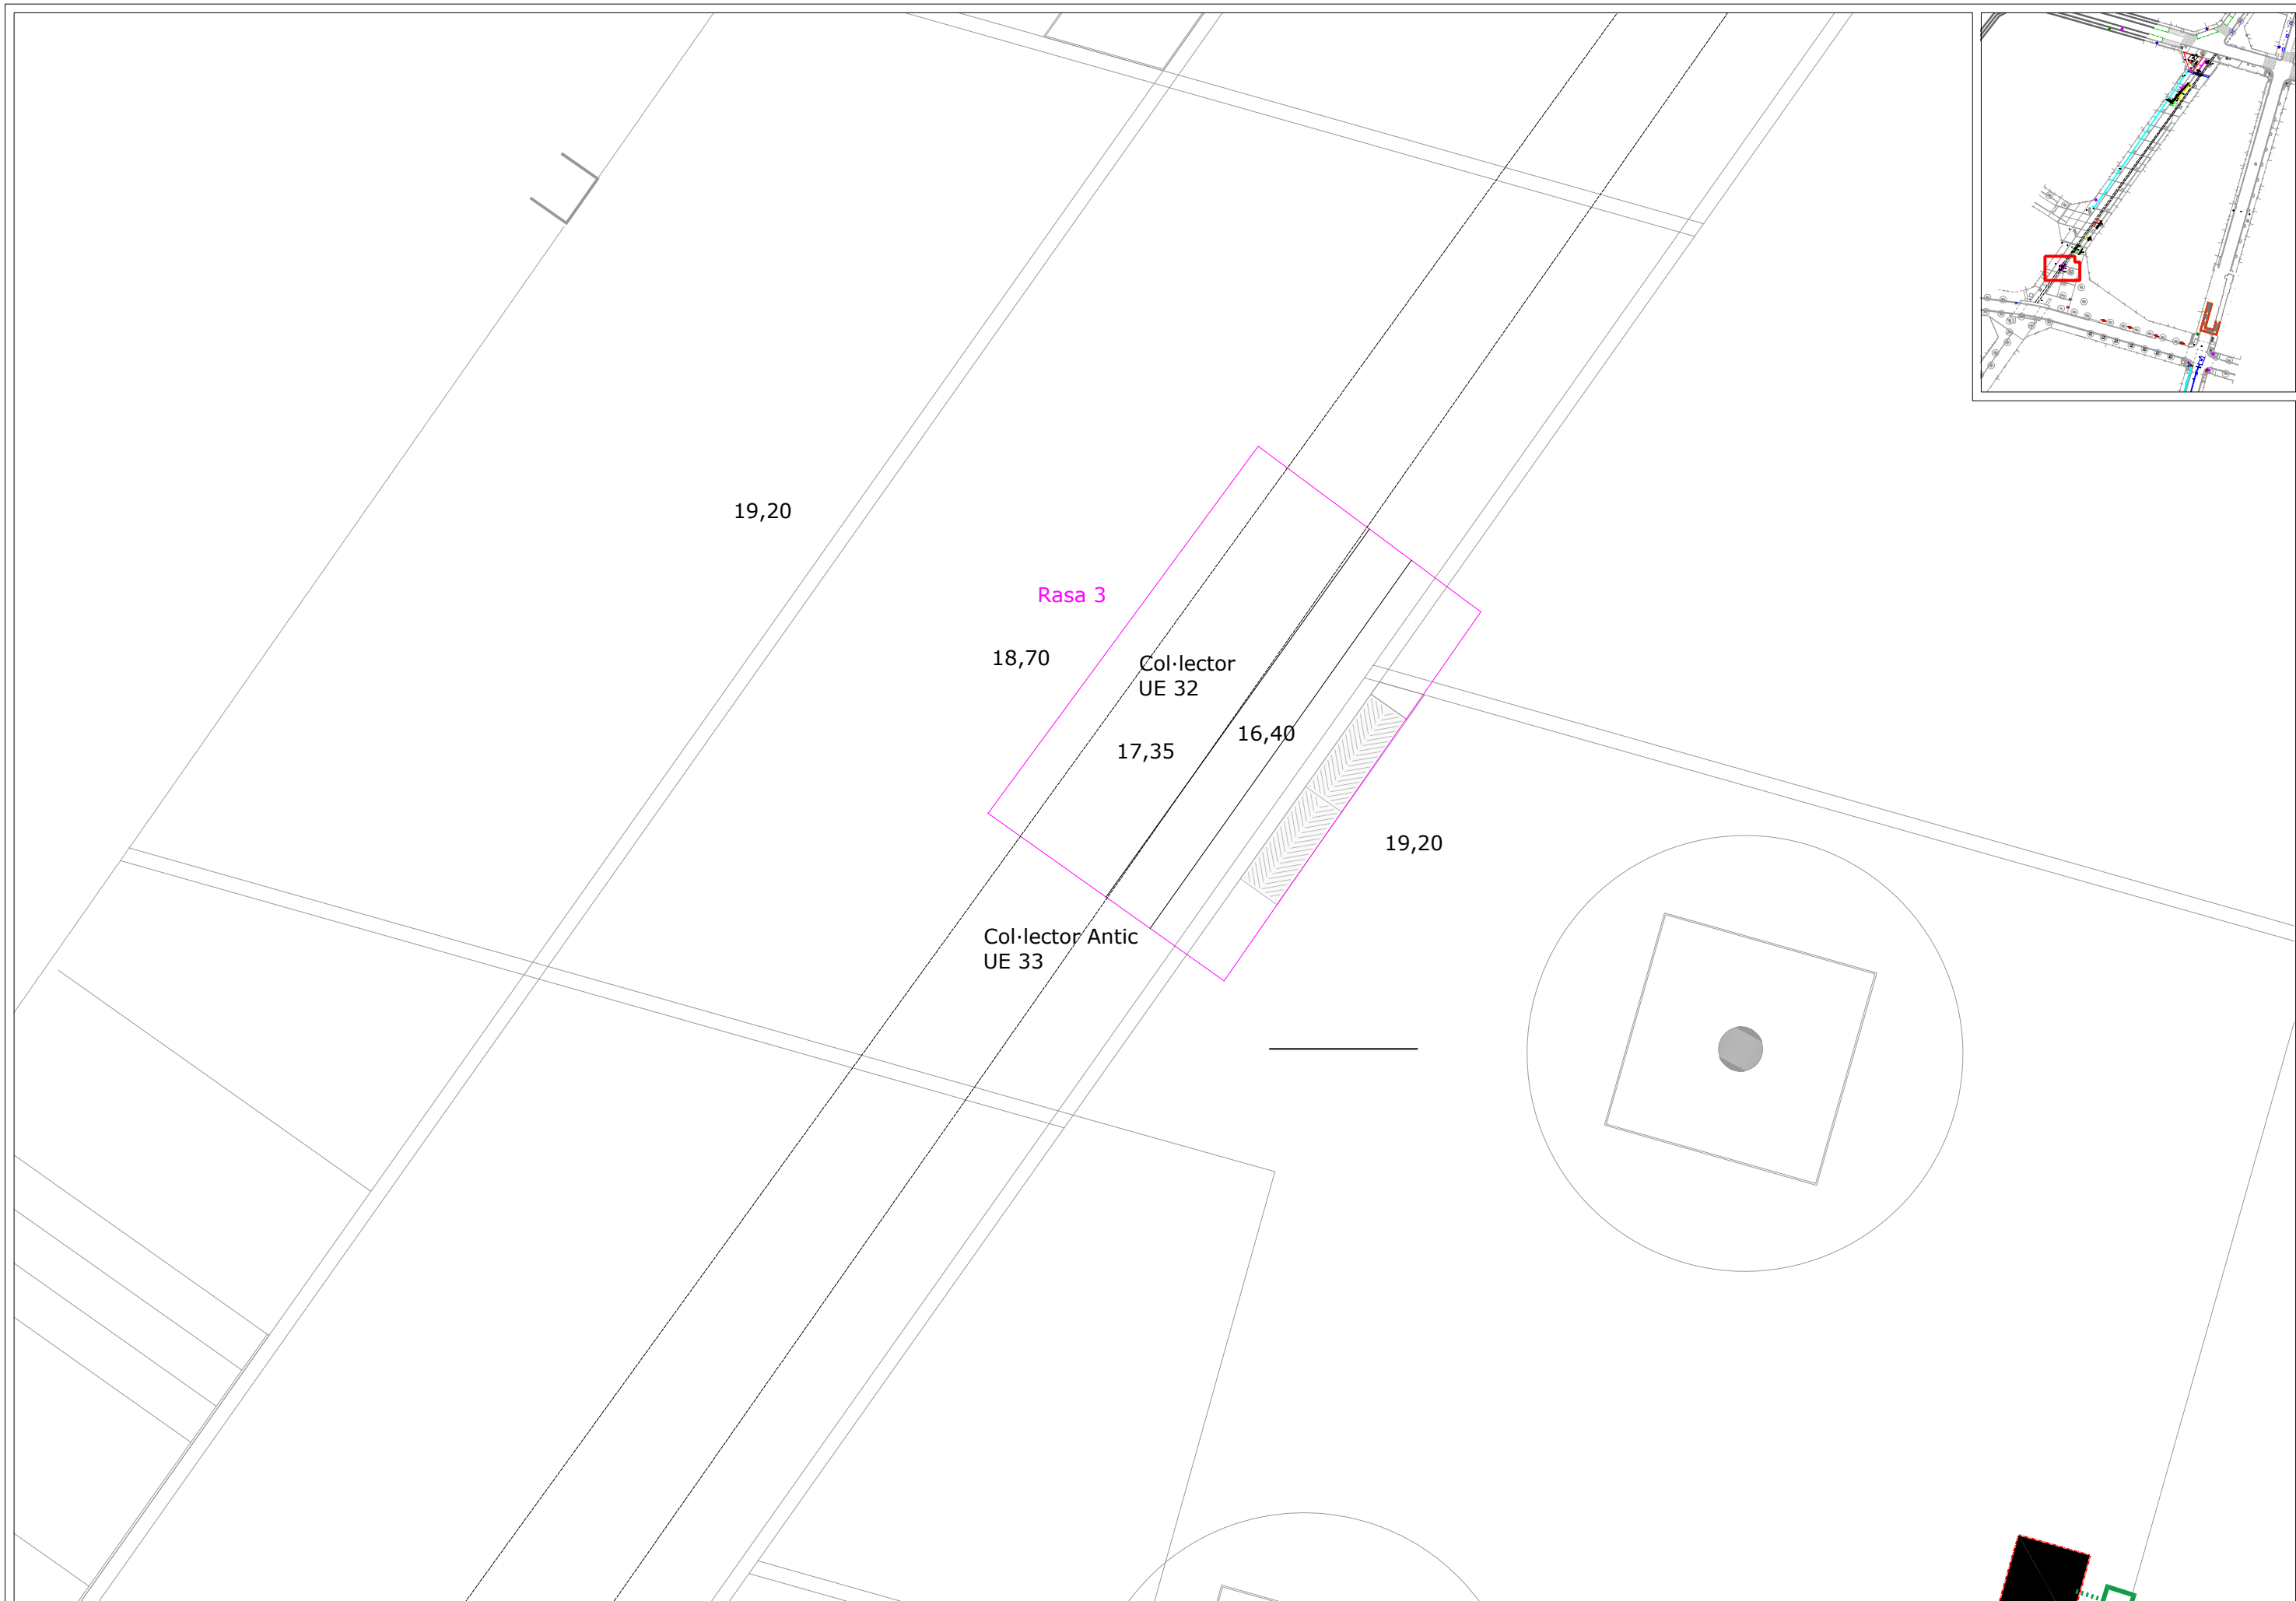 19,20
Rasa 3
18,70
Col·lector
UE 32
16,40
17,35
19,20
Col·lector Antic
UE 33